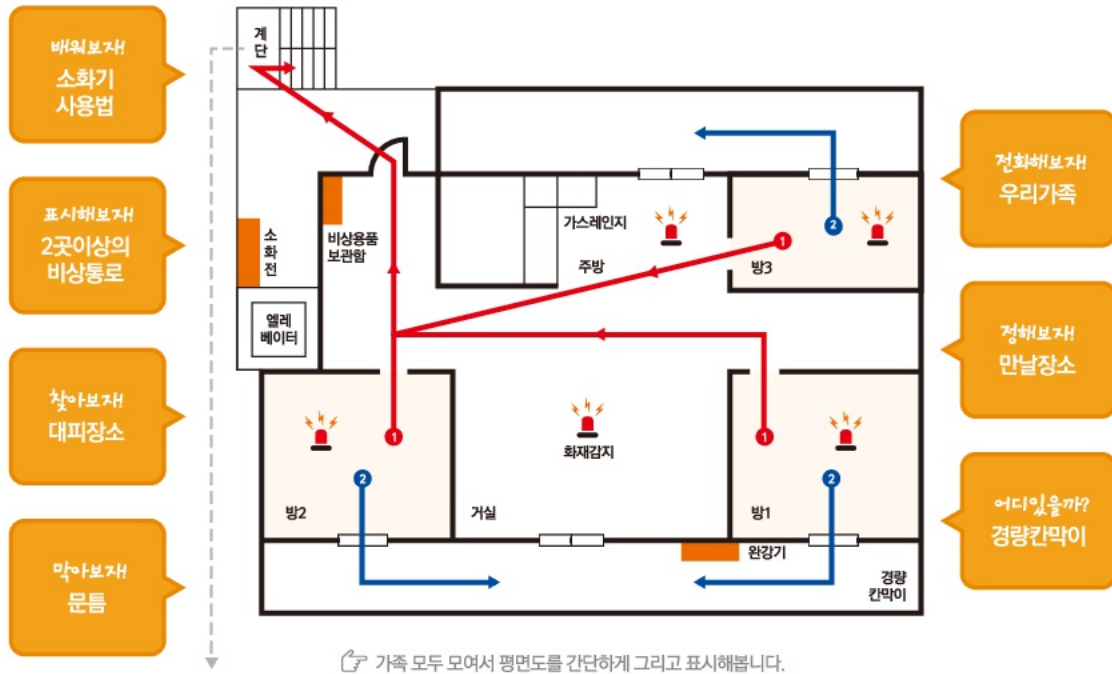 배워보자!
소화기
사용법
표시해보자!
2곳이상의
비상통로
찾아보자!
대피장소
막아보자!
문틈
계
단
소
화
전
엘레
베이터
비상용품
보관함
가스레인지
주방
2
1
방3
화재감지
1
2
방2
거실
1
2
방1
완강기
경량
칸막이
전화해보자!
우리가족
정해보자!
만날장소
어디있을까?
경량칸막이
가족 모두 모여서 평면도를 간단하게 그리고 표시해봅니다.